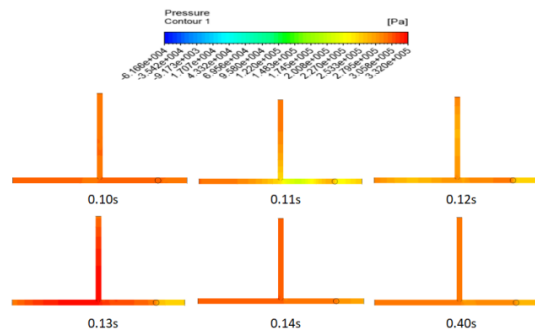 Pressure
Contour 1
[Pa]
-6.166e+004
-3.542e+004
-9.173e+003
1.707e+004
4.332e+004
6.956e+004
9.580e+004
1.220e+005
1.483e+005
1.745e+005
2.008e+005
2.270e+005
2.533e+005
2.795e+005
3.058e+005
3.320e+005
0.10s
0.11s
0.12s
0.13s
0.14s
0.40s